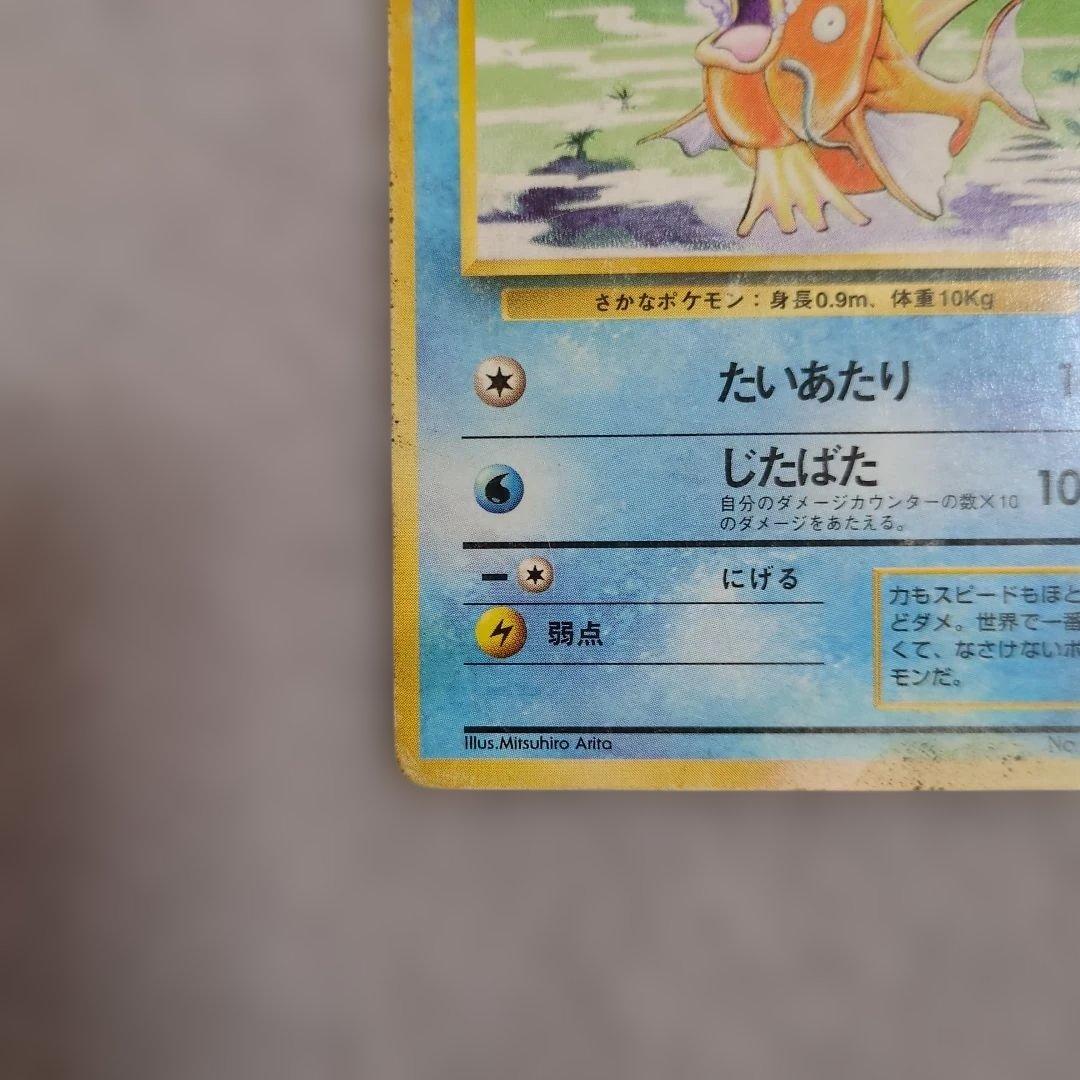 さかなポケモン：身長0.9m、体重10Kg
たいあたり 1
じたばた 10
自分のダメージカウンターの数×10
のダメージをあたえる。
にげる
弱点
力もスピードもほと
どダメ。世界で一番
くて、なさけないポ
モンだ。
Illus.Mitsuhiro Arita
No.